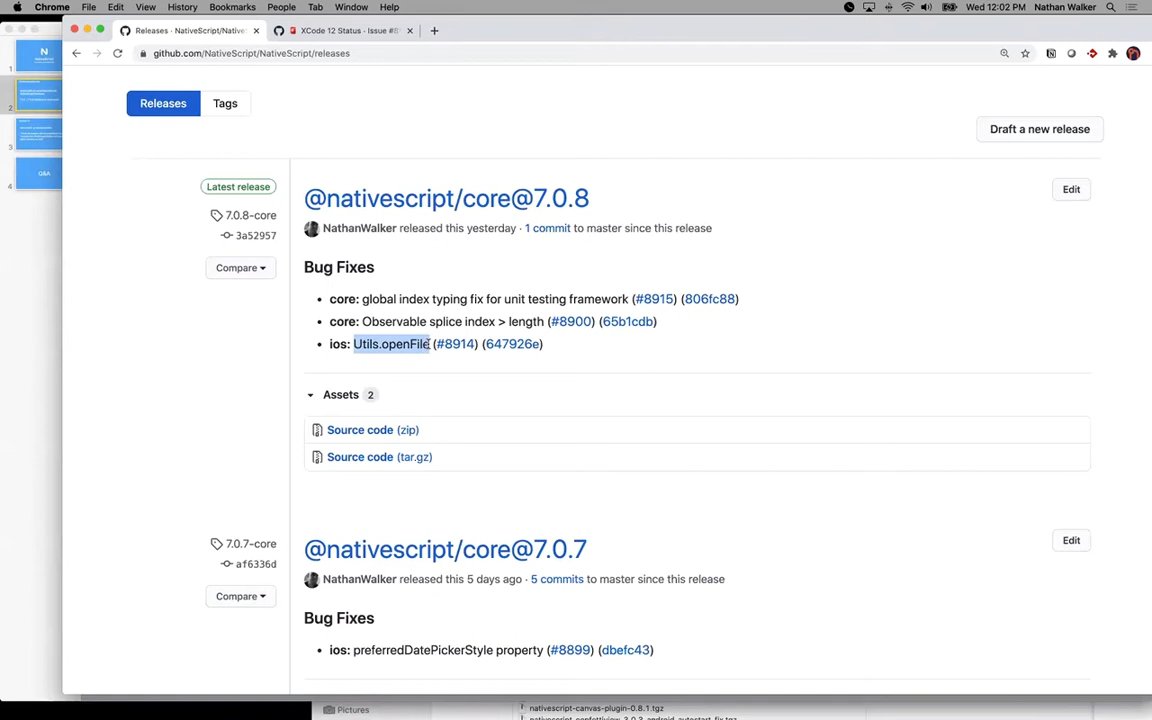 Chrome File Edit View History Bookmarks People Tab Window Help Wed 12:02 PM Nathan Walker
Releases · NativeScript/Native XCode 12 Status · Issue #8
github.com/NativeScript/NativeScript/releases
1
N
2
3
4
Q&A
Releases Tags
Draft a new release
Latest release
7.0.8-core
3a52957
Compare
@nativescript/core@7.0.8
Edit
NathanWalker released this yesterday · 1 commit to master since this release
Bug Fixes
• core: global index typing fix for unit testing framework (#8915) (806fc88)
• core: Observable splice index > length (#8900) (65b1cdb)
• ios: Utils.openFile (#8914) (647926e)
Assets 2
Source code (zip)
Source code (tar.gz)
7.0.7-core
af6336d
Compare
@nativescript/core@7.0.7
Edit
NathanWalker released this 5 days ago · 5 commits to master since this release
Bug Fixes
• ios: preferredDatePickerStyle property (#8899) (dbefc43)
Pictures
nativescript-canvas-plugin-0.8.1.tgz